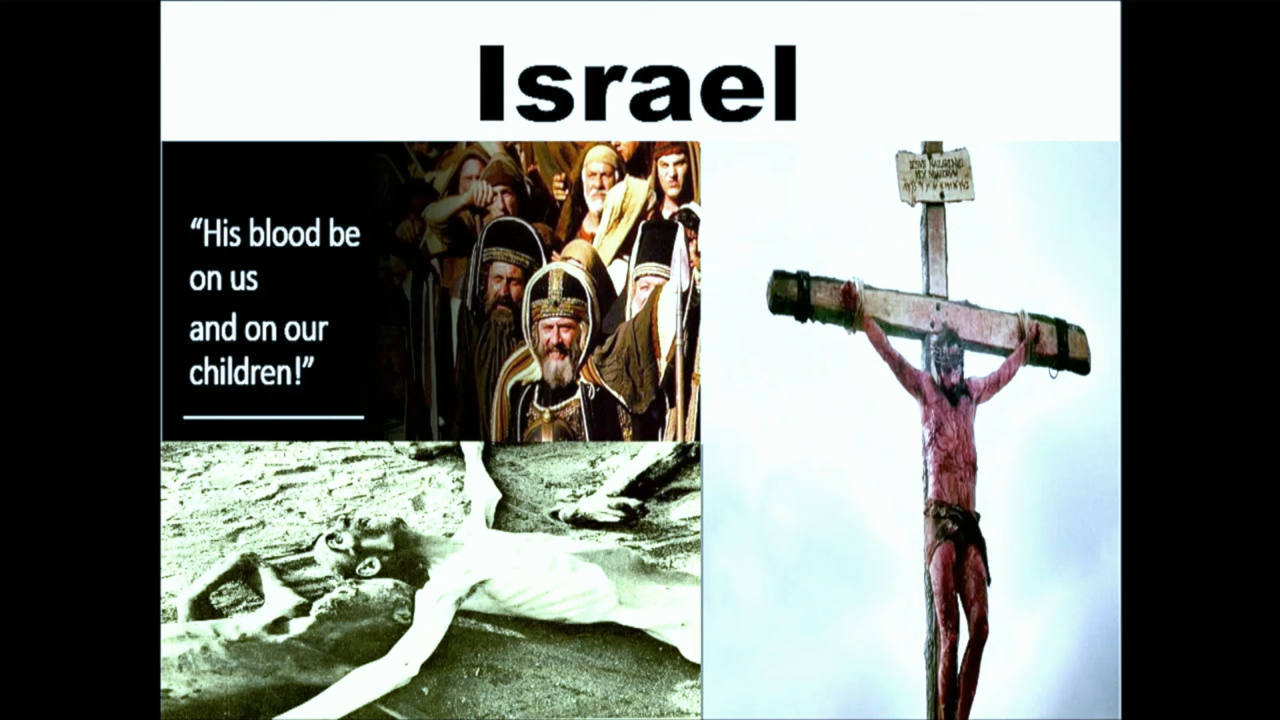 Israel
“His blood be
on us
and on our
children!”